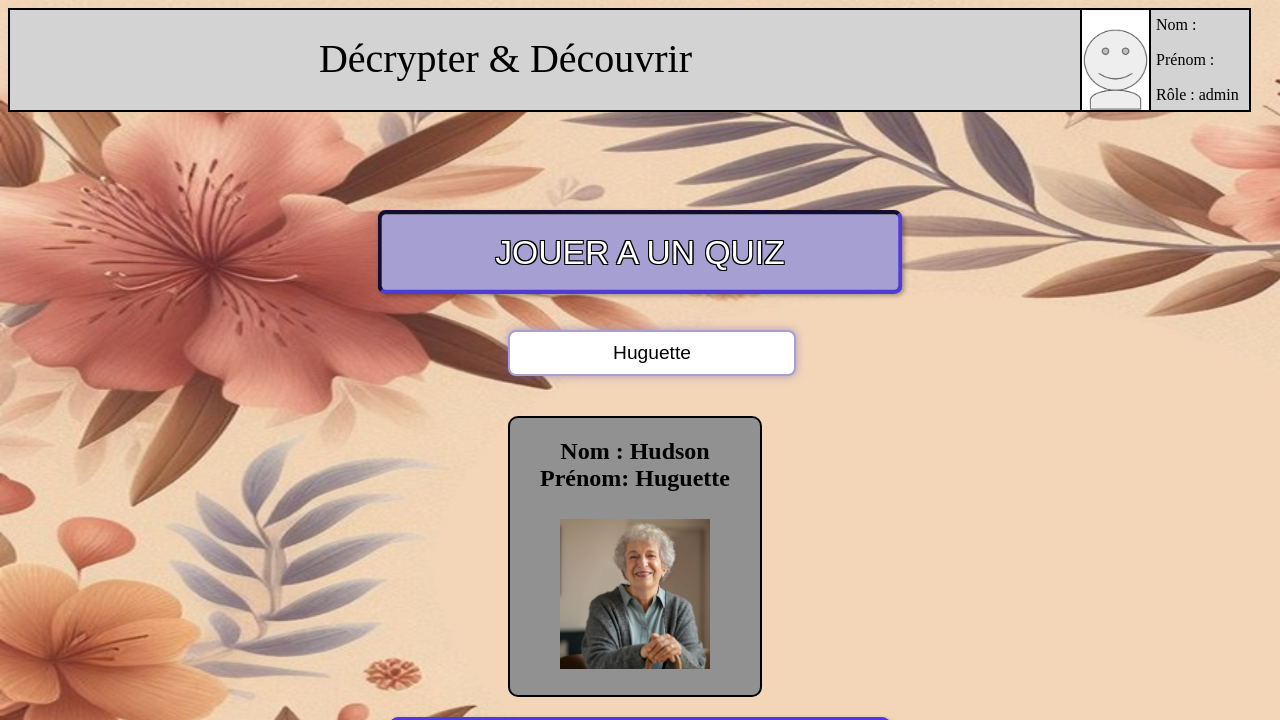 Décrypter & Découvrir
Nom :
Prénom :
Rôle : admin
JOUER A UN QUIZ
Huguette
Nom : Hudson
Prénom: Huguette